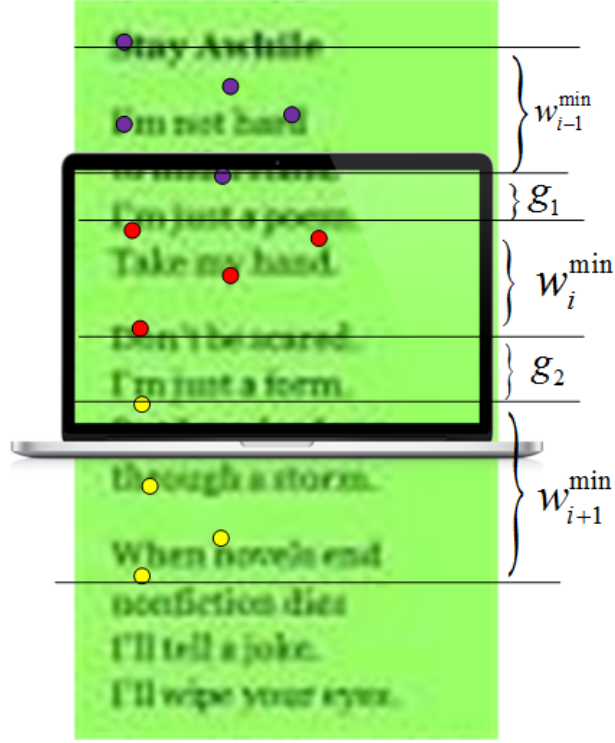 Stay Awhile
I'm not hard
to understand.
I'm just a poem.
Take my hand.
Don't be scared.
I'm just a form.
through a storm.
When novels end
nonfiction dies
I'll tell a joke.
I'll wipe your eyes.
w_{i-1}^{min}
g_1
w_i^{min}
g_2
w_{i+1}^{min}